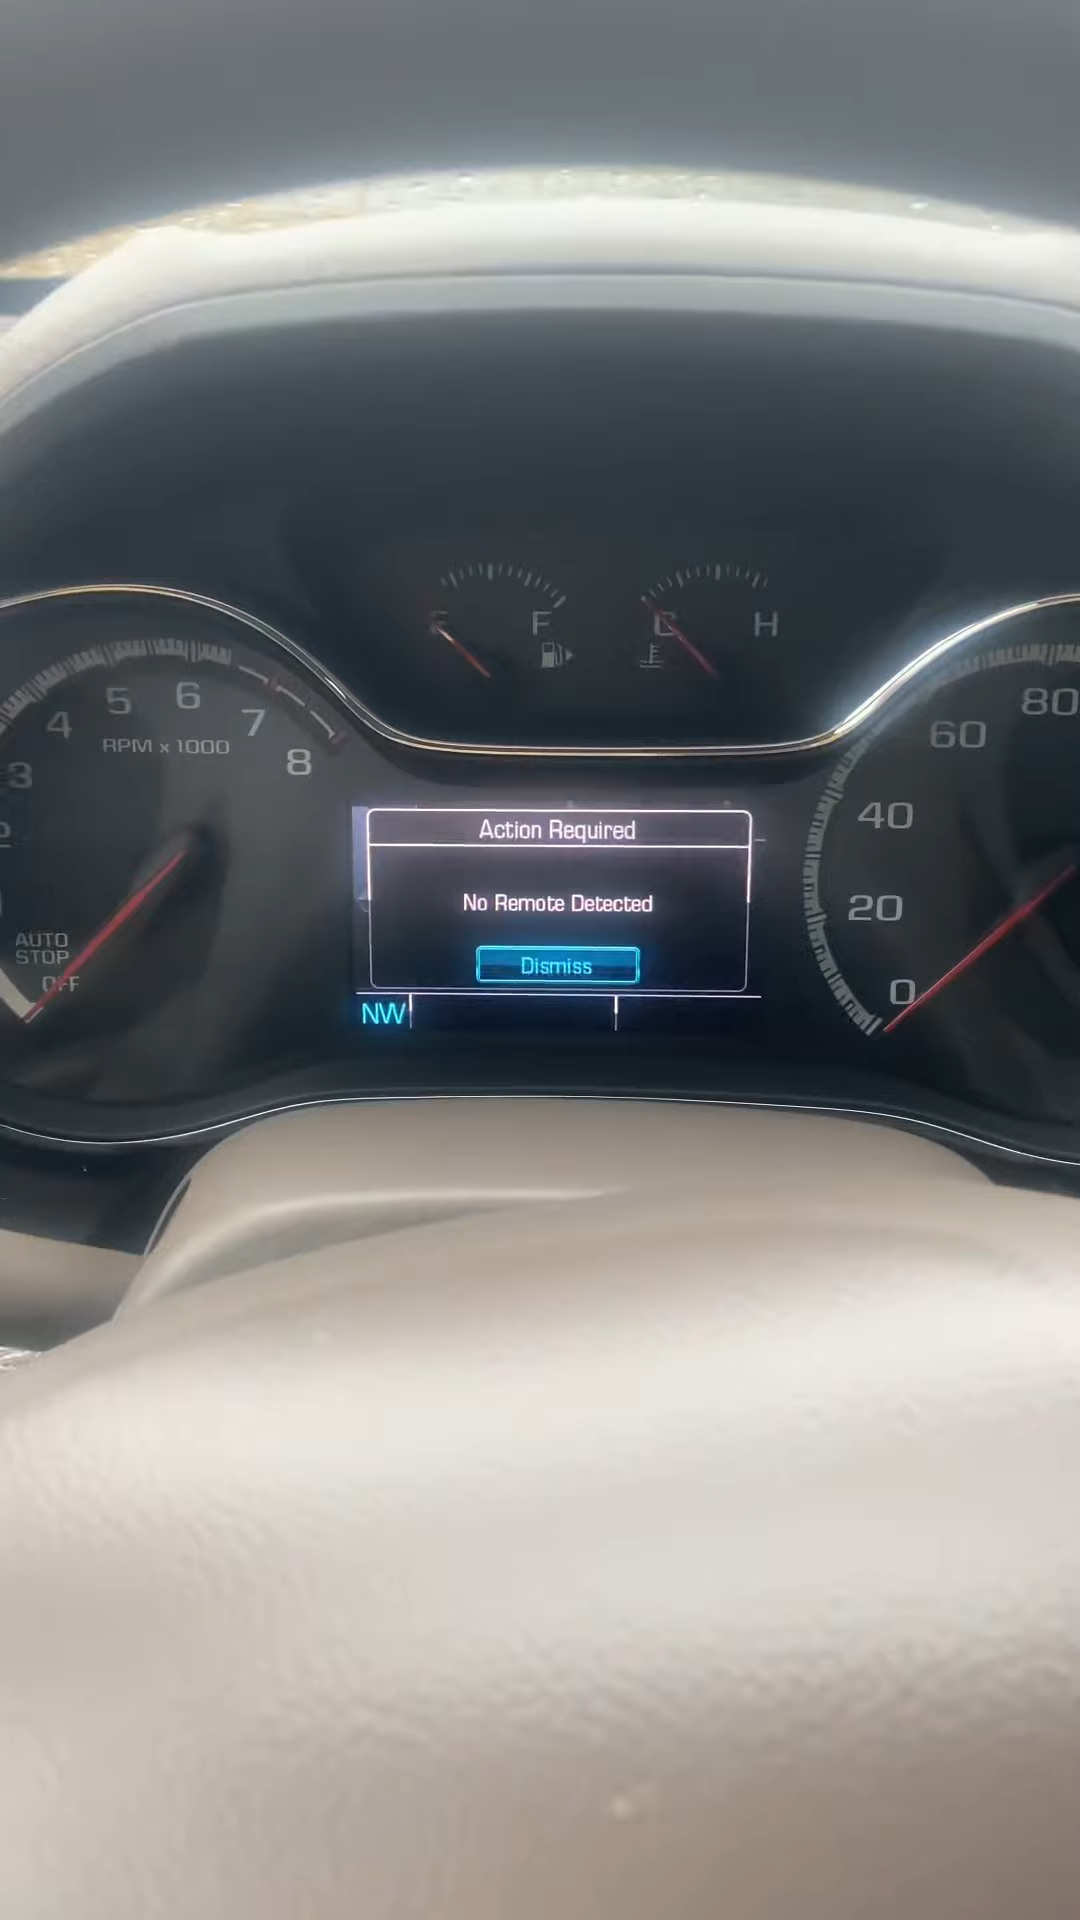 E F
C H
4 5 6 7 8
3
RPM x 1000
AUTO
STOP
OFF
Action Required
No Remote Detected
Dismiss
NW
80
60
40
20
0